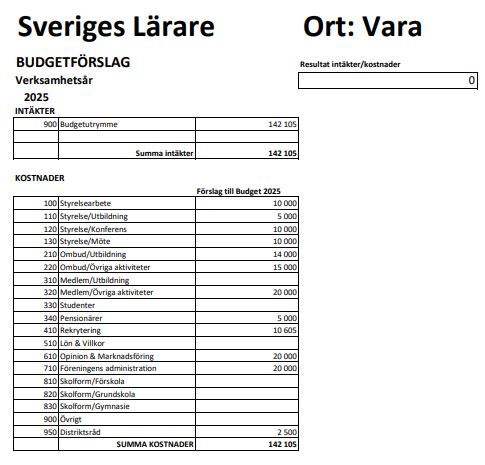 Sveriges Lärare Ort: Vara
BUDGETFÖRSLAG
Resultat intäkter/kostnader
Verksamhetsår 0
2025
INTÄKTER
900 Budgetutrymme 142 105
Summa intäkter 142 105
KOSTNADER
Förslag till Budget 2025
100 Styrelsearbete 10 000
110 Styrelse/Utbildning 5 000
120 Styrelse/Konferens 10 000
130 Styrelse/Möte 10 000
210 Ombud/Utbildning 14 000
220 Ombud/Övriga aktiviteter 15 000
310 Medlem/Utbildning
320 Medlem/Övriga aktiviteter 20 000
330 Studenter
340 Pensionärer 5 000
410 Rekrytering 10 605
510 Lön & Villkor
610 Opinion & Marknadsföring 20 000
710 Föreningens administration 20 000
810 Skolform/Förskola
820 Skolform/Grundskola
830 Skolform/Gymnasie
900 Övrigt
950 Distriktsråd 2 500
SUMMA KOSTNADER 142 105